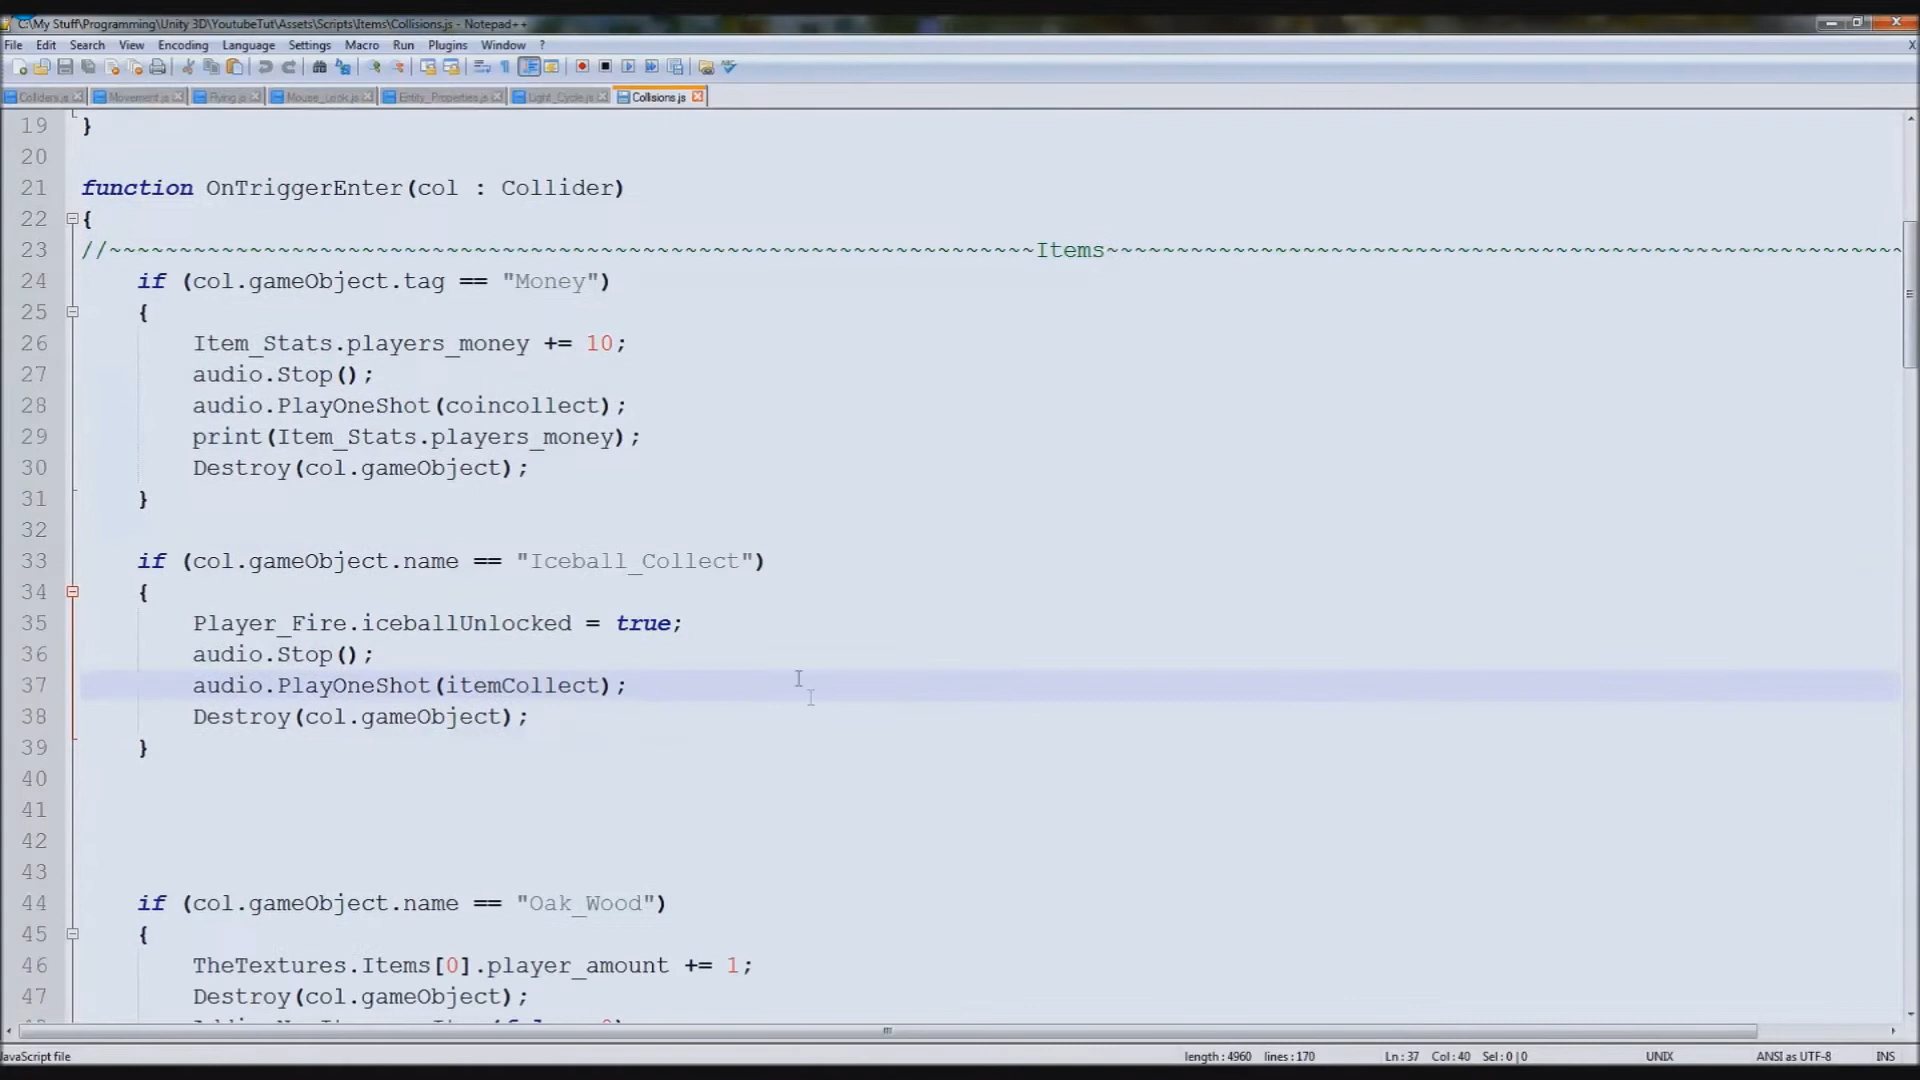 C:\My Stuff\Programming\Unity 3D\YoutubeTut\Assets\Scripts\Items\Collisions.js - Notepad++
File Edit Search View Encoding Language Settings Macro Run Plugins Window ?
X
Colliders.js Movement.js Flying.js Mouse_Look.js Entity_Properties.js Light_Cycle.js Collisions.js
19 }
20
21 function OnTriggerEnter(col : Collider)
22 {
23 //~~~~~~~~~~~~~~~~~~~~~~~~~~~~~~~~~~~~~~~~~~~~~~~~~~~~~~~~~~~~~~~~~~Items~~~~~~~~~~~~~~~~~~~~~~~~~~~~~~~~~~~~~~~~~~~~~~~~~~~~~~~~~
24 if (col.gameObject.tag == "Money")
25 {
26 Item_Stats.players_money += 10;
27 audio.Stop();
28 audio.PlayOneShot(coincollect);
29 print(Item_Stats.players_money);
30 Destroy(col.gameObject);
31 }
32
33 if (col.gameObject.name == "Iceball_Collect")
34 {
35 Player_Fire.iceballUnlocked = true;
36 audio.Stop();
37 audio.PlayOneShot(itemCollect);
38 Destroy(col.gameObject);
39 }
40
41
42
43
44 if (col.gameObject.name == "Oak_Wood")
45 {
46 TheTextures.Items[0].player_amount += 1;
47 Destroy(col.gameObject);
JavaScript file length : 4960 lines : 170 Ln : 37 Col : 40 Sel : 0 | 0 UNIX ANSI as UTF-8 INS